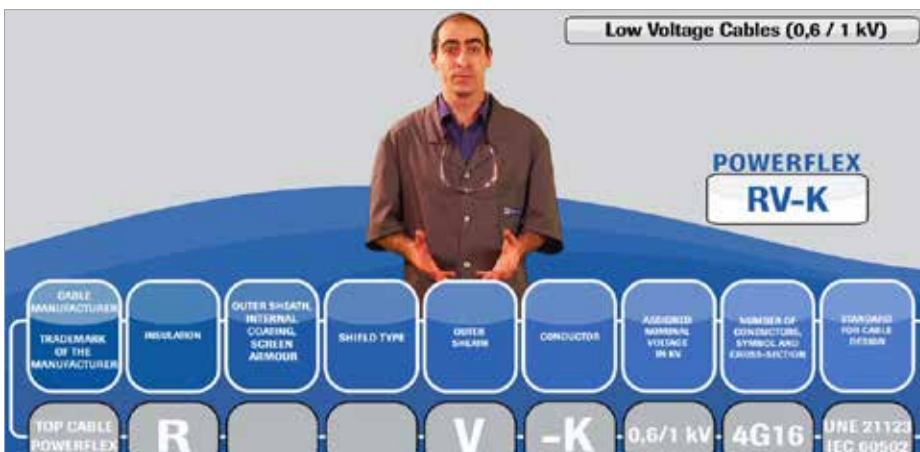 Low Voltage Cables (0,6 / 1 kV)
POWERFLEX
RV-K
CABLE
MANUFACTURER
TRADEMARK
OF THE
MANUFACTURER
INSULATION
OUTER SHEATH,
INTERNAL
COATING,
SCREEN
ARMOUR
SHIELD TYPE
OUTER
SHEATH
CONDUCTOR
ASSIGNED
NOMINAL
VOLTAGE
IN KV
NUMBER OF
CONDUCTORS,
SYMBOL AND
CROSS-SECTION
STANDARD
FOR CABLE
DESIGN
TOP CABLE
POWERFLEX
R
V
-K
0,6/1 kV
4G16
UNE 21123
IEC 60502